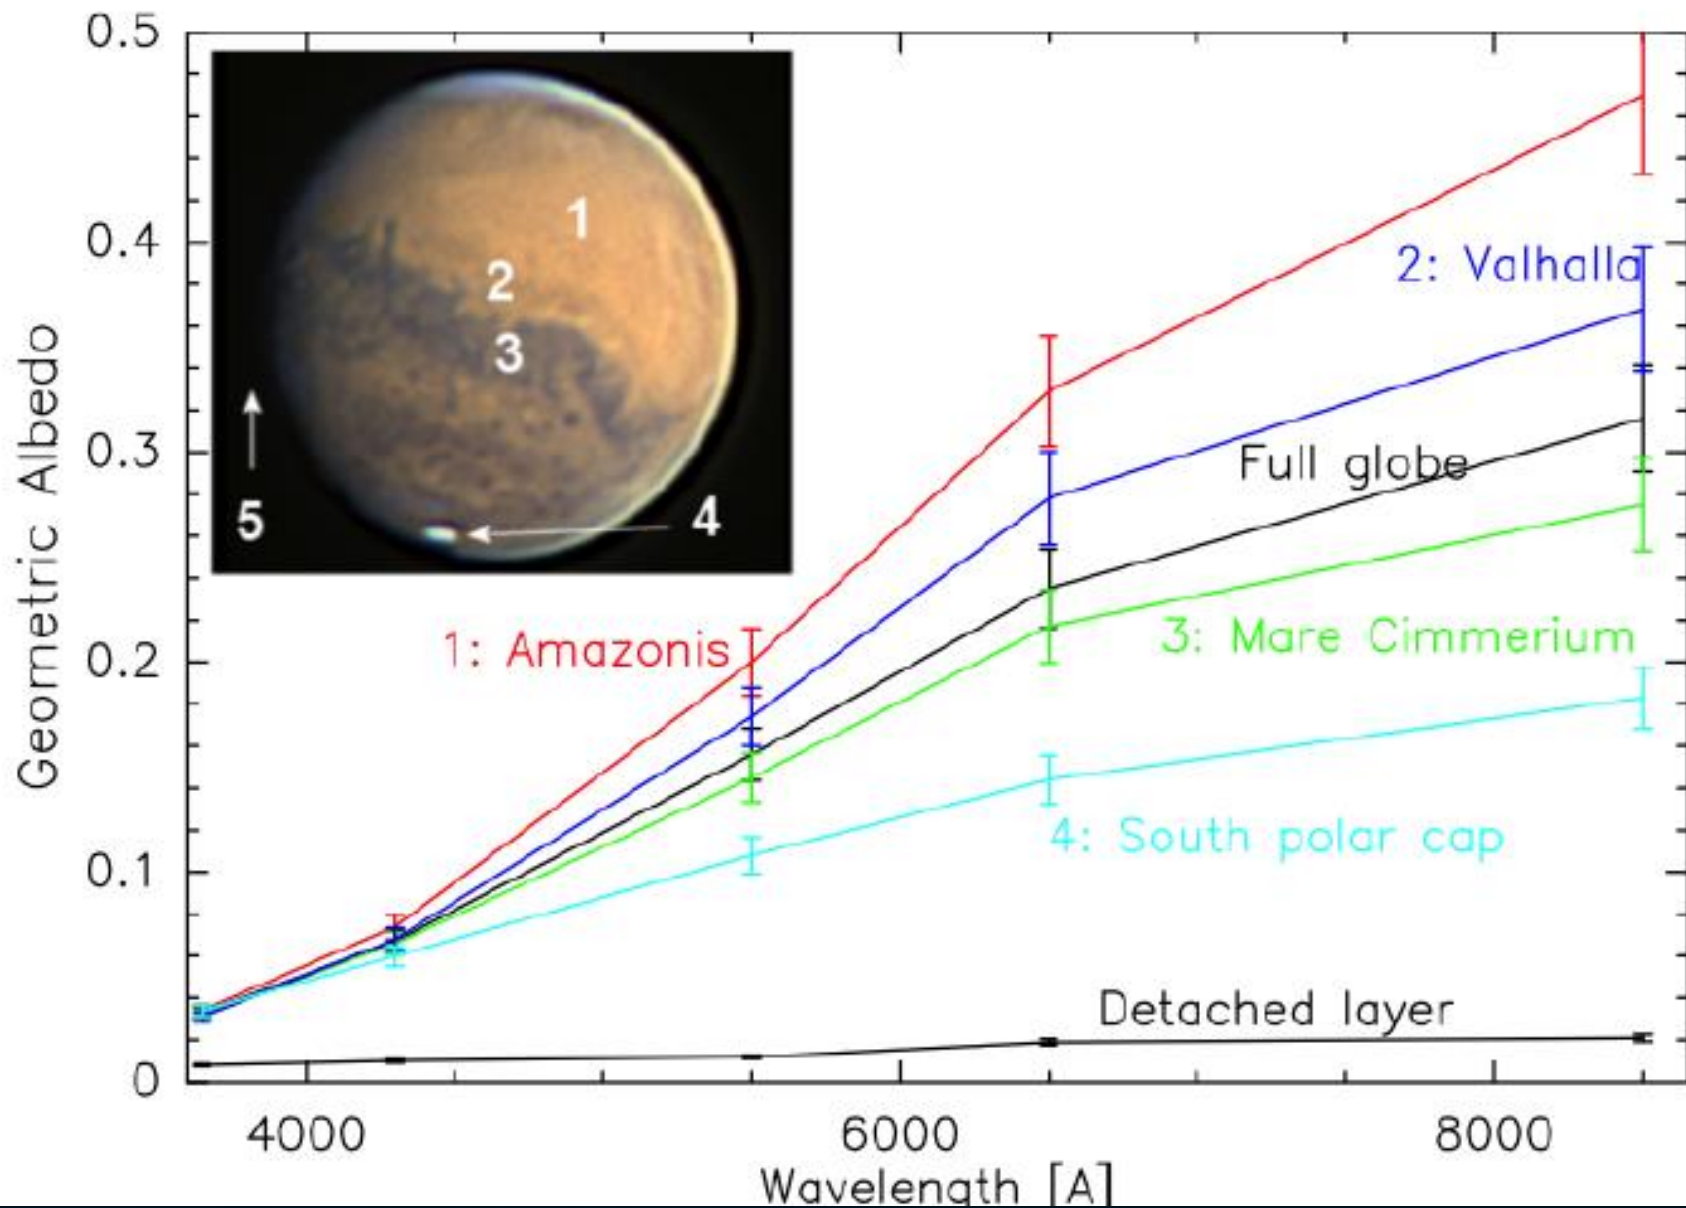 0.5
0.4
0.3
0.2
0.1
0
Geometric Albedo
1
2
3
4
5
1: Amazonis
2: Valhalla
Full globe
3: Mare Cimmerium
4: South polar cap
Detached layer
4000
6000
8000
Wavelength [A]